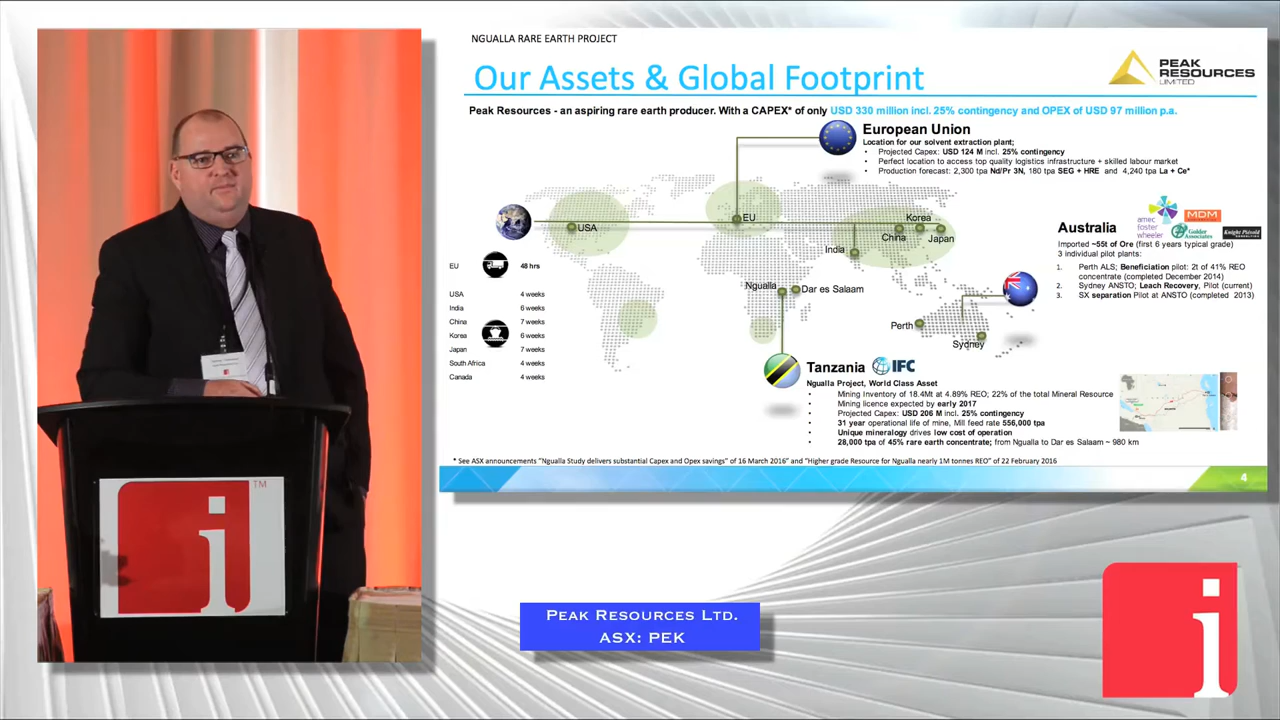 NGUALLA RARE EARTH PROJECT
Our Assets & Global Footprint
PEAK
RESOURCES
LIMITED
Peak Resources - an aspiring rare earth producer. With a CAPEX* of only USD 330 million incl. 25% contingency and OPEX of USD 97 million p.a.
European Union
Location for our solvent extraction plant;
• Projected Capex: USD 124 M incl. 25% contingency
• Perfect location to access top quality logistics infrastructure + skilled labour market
• Production forecast: 2,300 tpa Nd/Pr 3N, 180 tpa SEG + HRE and 4,240 tpa La + Ce*
EU
USA
Korea
China
Japan
India
Ngualla
Dar es Salaam
Perth
Sydney
EU 48 hrs
USA 4 weeks
India 6 weeks
China 7 weeks
Korea 6 weeks
Japan 7 weeks
South Africa 4 weeks
Canada 4 weeks
Australia
amec
foster
wheeler
MDM
Golder
Associates
Knight Piésold
Imported ~55t of Ore (first 6 years typical grade)
3 individual pilot plants:
1. Perth ALS; Beneficiation pilot: 2t of 41% REO
concentrate (completed December 2014)
2. Sydney ANSTO; Leach Recovery, Pilot (current)
3. SX separation Pilot at ANSTO (completed 2013)
Tanzania
IFC
Ngualla Project, World Class Asset
• Mining Inventory of 18.4Mt at 4.89% REO; 22% of the total Mineral Resource
• Mining licence expected by early 2017
• Projected Capex: USD 206 M incl. 25% contingency
• 31 year operational life of mine, Mill feed rate 556,000 tpa
• Unique mineralogy drives low cost of operation
• 28,000 tpa of 45% rare earth concentrate; from Ngualla to Dar es Salaam ~ 980 km
* See ASX announcements "Ngualla Study delivers substantial Capex and Opex savings" of 16 March 2016" and "Higher grade Resource for Ngualla nearly 1M tonnes REO" of 22 February 2016
4
i
TM
Peak Resources Ltd.
ASX: PEK
i